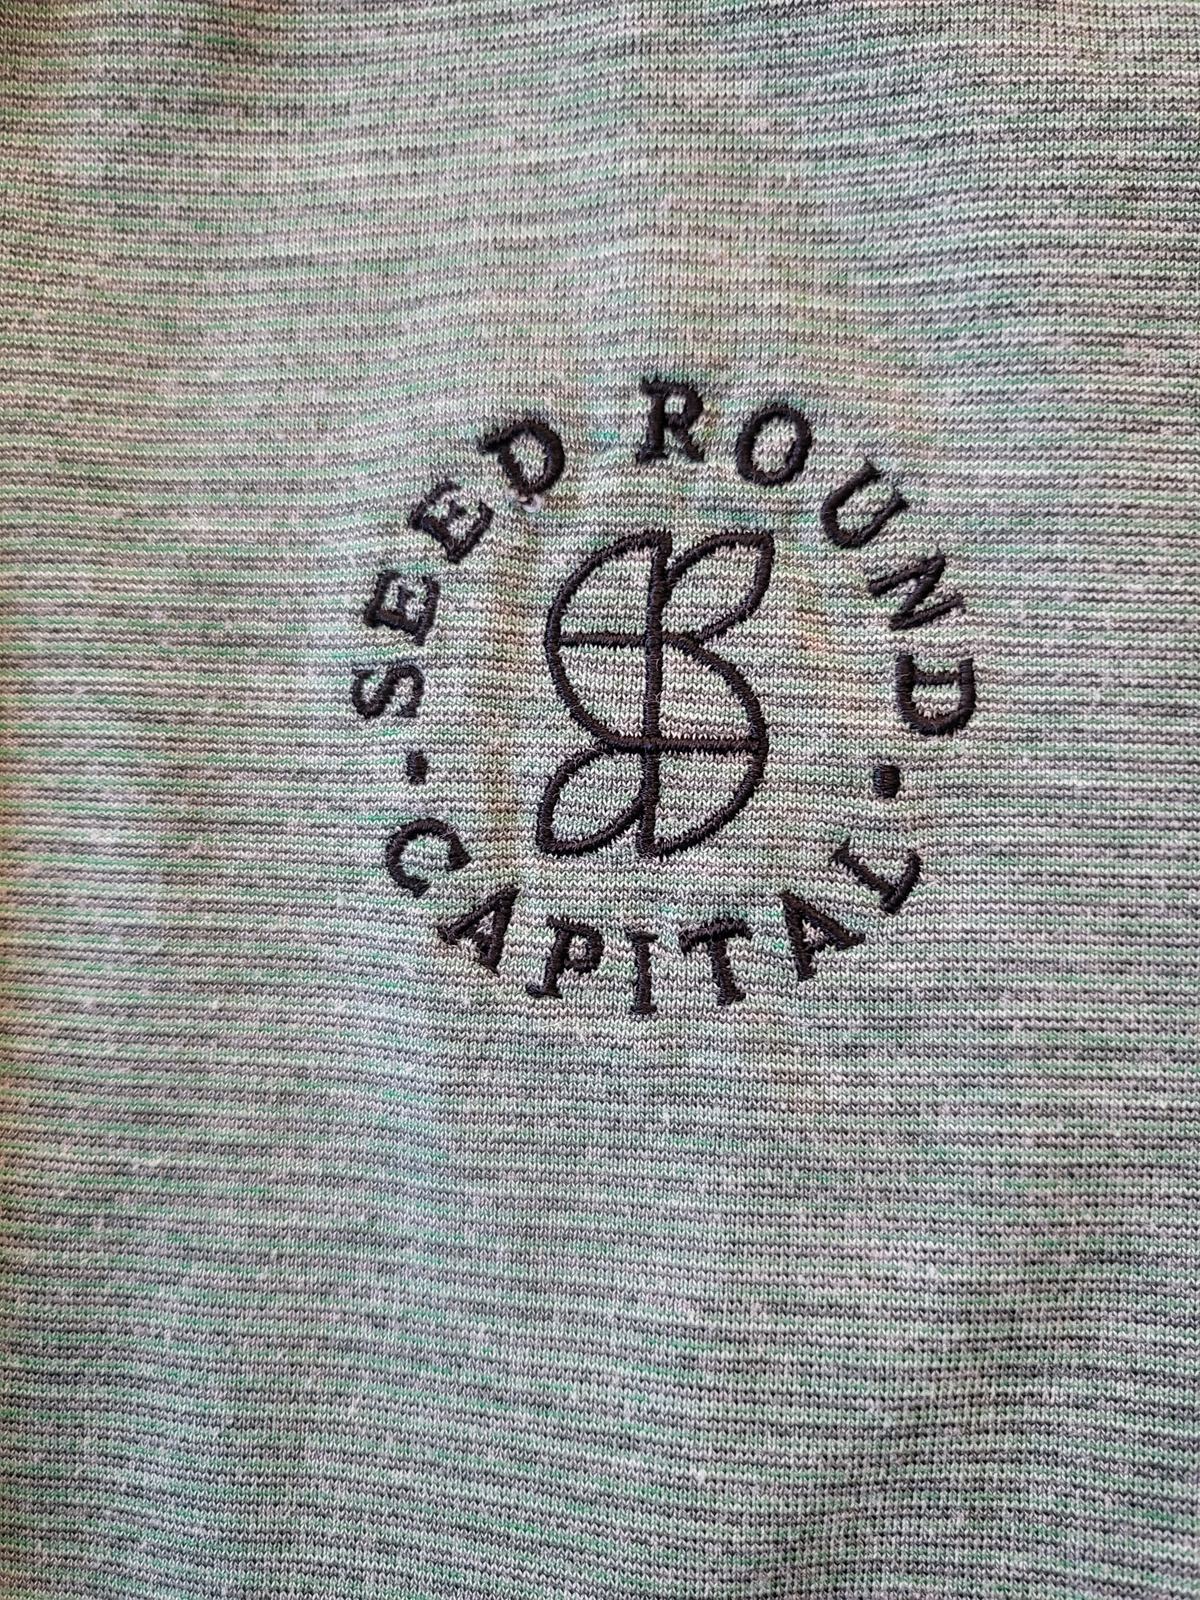 SEED ROUND
· CAPITAL ·